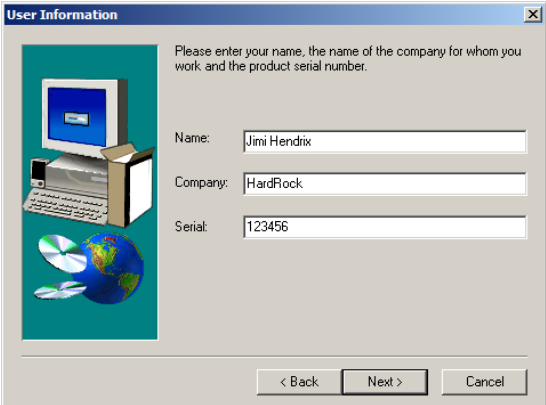 User Information
Please enter your name, the name of the company for whom you
work and the product serial number.
Name: Jimi Hendrix
Company: HardRock
Serial: 123456
< Back Next > Cancel